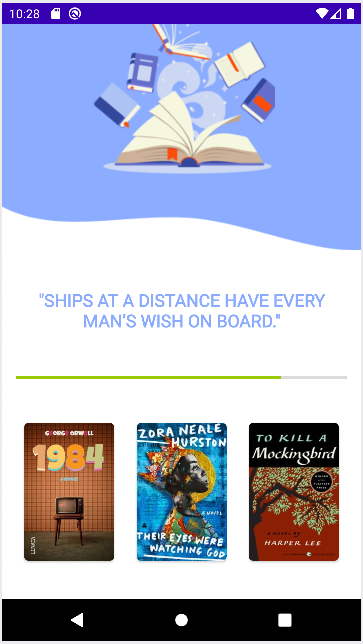 10:28
"SHIPS AT A DISTANCE HAVE EVERY
MAN'S WISH ON BOARD."
GEORGE ORWELL
1984
ZORA NEALE
HURSTON
A NOVEL
THEIR EYES WERE
WATCHING GOD
TO KILL A
Mockingbird
HARPER LEE